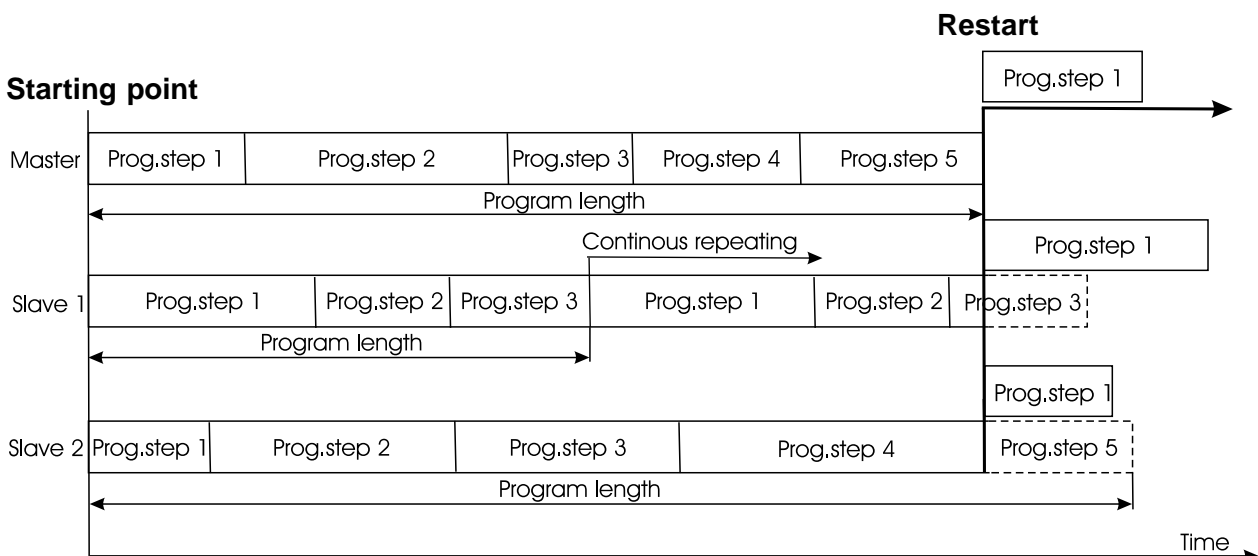 Restart
Prog.step 1
Starting point
Master Prog.step 1 Prog.step 2 Prog.step 3 Prog.step 4 Prog.step 5
Program length
Continous repeating
Prog.step 1
Slave 1 Prog.step 1 Prog.step 2 Prog.step 3 Prog.step 1 Prog.step 2 Prog.step 3
Program length
Prog.step 1
Slave 2 Prog.step 1 Prog.step 2 Prog.step 3 Prog.step 4 Prog.step 5
Program length
Time